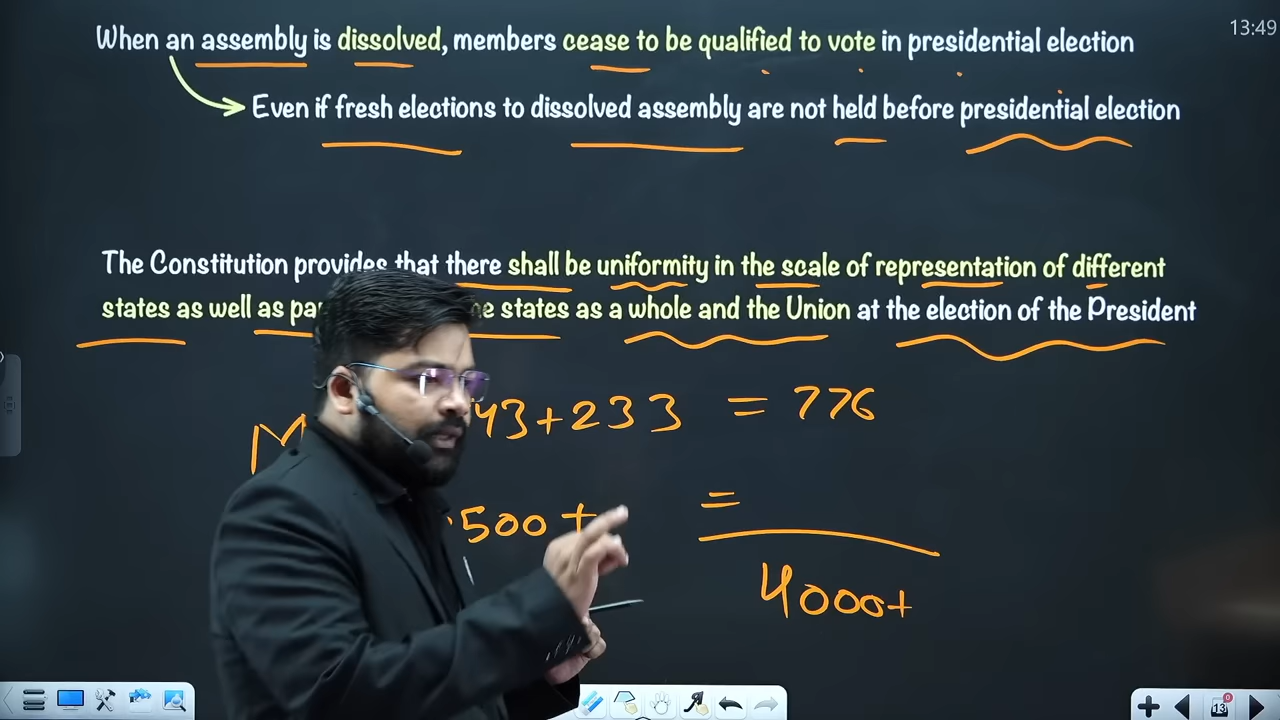 13:49
When an assembly is dissolved, members cease to be qualified to vote in presidential election
Even if fresh elections to dissolved assembly are not held before presidential election
The Constitution provides that there shall be uniformity in the scale of representation of different
states as well as states as a whole and the Union at the election of the President
M 43+233 = 776
500 + =
4000+
13